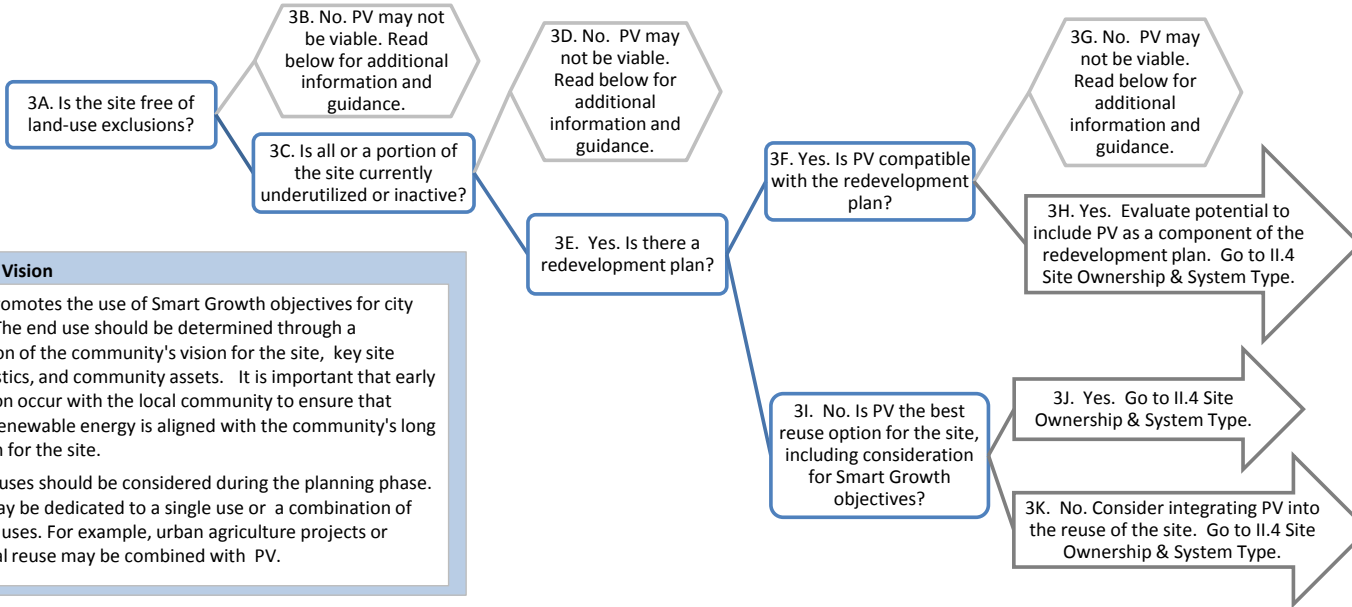 3A. Is the site free of
land-use exclusions?
3B. No. PV may not
be viable. Read
below for additional
information and
guidance.
3C. Is all or a portion of
the site currently
underutilized or inactive?
3D. No. PV may
not be viable.
Read below for
additional
information and
guidance.
3E. Yes. Is there a
redevelopment plan?
3F. Yes. Is PV compatible
with the redevelopment
plan?
3G. No. PV may
not be viable.
Read below for
additional
information and
guidance.
3H. Yes. Evaluate potential to
include PV as a component of the
redevelopment plan. Go to II.4
Site Ownership & System Type.
3I. No. Is PV the best
reuse option for the site,
including consideration
for Smart Growth
objectives?
3J. Yes. Go to II.4 Site
Ownership & System Type.
3K. No. Consider integrating PV into
the reuse of the site. Go to II.4 Site
Ownership & System Type.
Vision
the use of Smart Growth objectives for city
The end use should be determined through a
of the community's vision for the site, key site
and community assets. It is important that early
occur with the local community to ensure that
renewable energy is aligned with the community's long
for the site.
uses should be considered during the planning phase.
be dedicated to a single use or a combination of
uses. For example, urban agriculture projects or
reuse may be combined with PV.